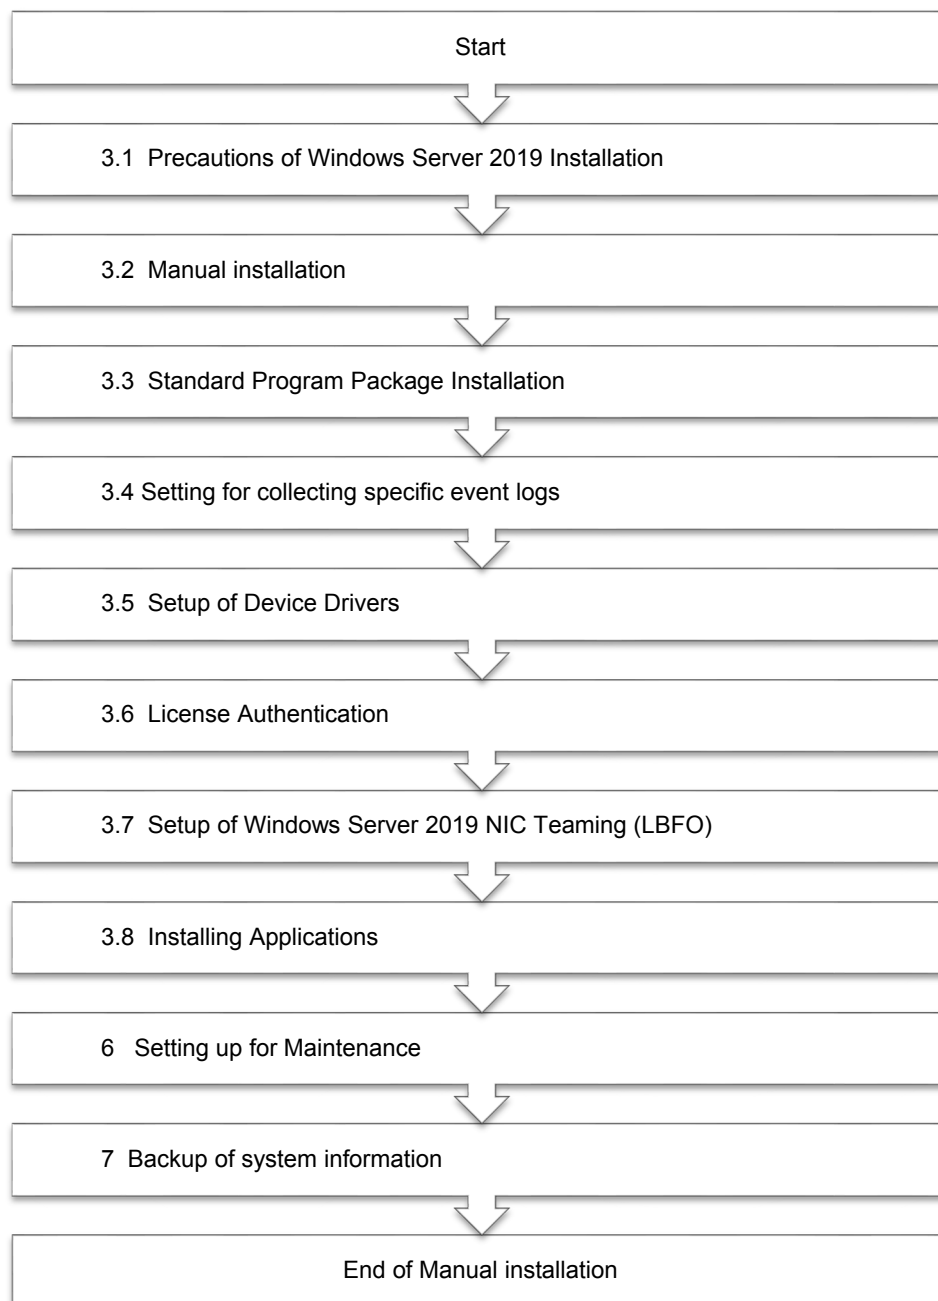 Start
3.1  Precautions of Windows Server 2019 Installation
3.2  Manual installation
3.3  Standard Program Package Installation
3.4 Setting for collecting specific event logs
3.5  Setup of Device Drivers
3.6  License Authentication
3.7  Setup of Windows Server 2019 NIC Teaming (LBFO)
3.8  Installing Applications
6   Setting up for Maintenance
7  Backup of system information
End of Manual installation